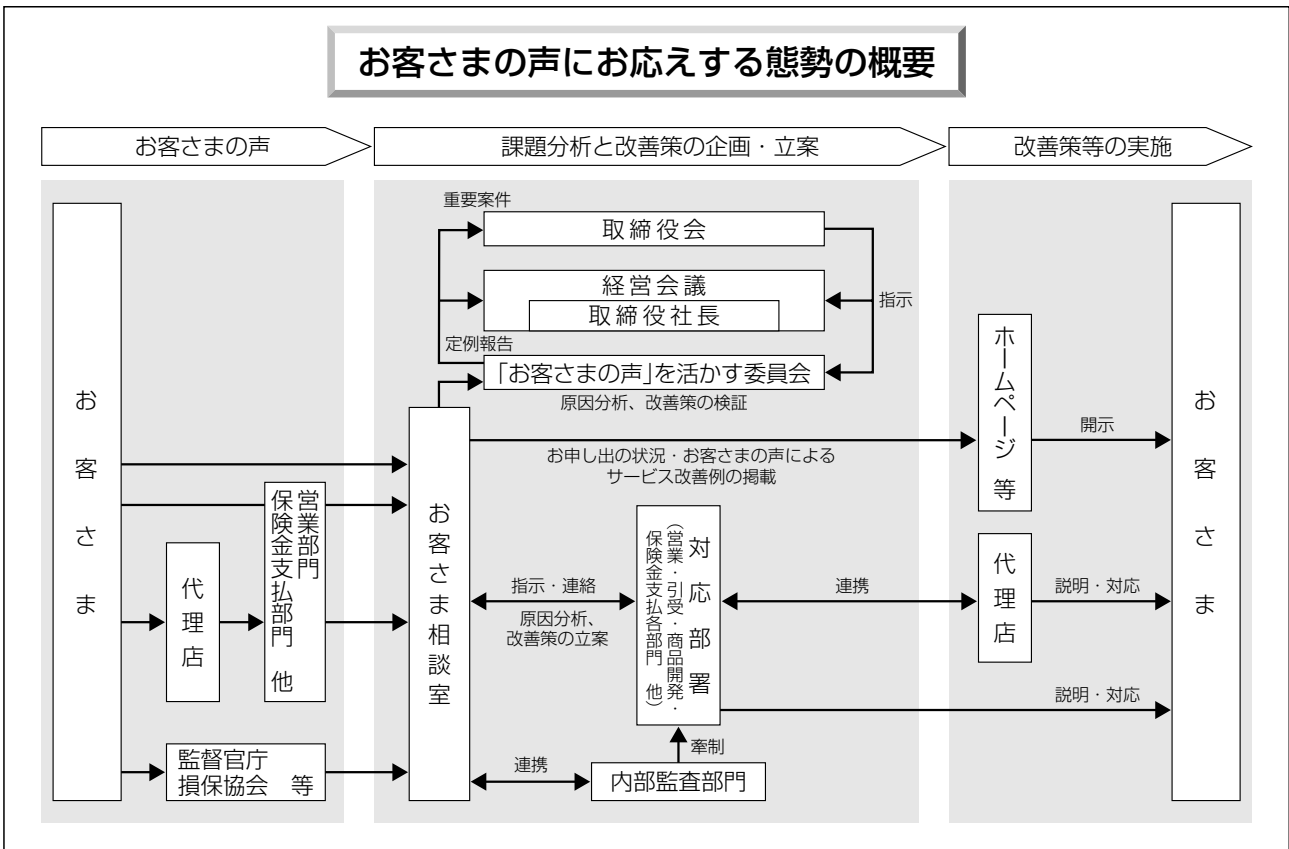 お客さまの声にお応えする態勢の概要
お客さまの声
課題分析と改善策の企画・立案
改善策等の実施
お客さま
代理店
営業部門
保険金支払部門 他
監督官庁
損保協会 等
重要案件
取締役会
経営会議
取締役社長
指示
定例報告
「お客さまの声」を活かす委員会
原因分析、改善策の検証
お客さま相談室
お申し出の状況・お客さまの声による
サービス改善例の掲載
指示・連絡
原因分析、
改善策の立案
対応部署
(営業・引受・商品開発・
保険金支払各部門 他)
牽制
連携
内部監査部門
連携
ホームページ等
開示
代理店
説明・対応
説明・対応
お客さま